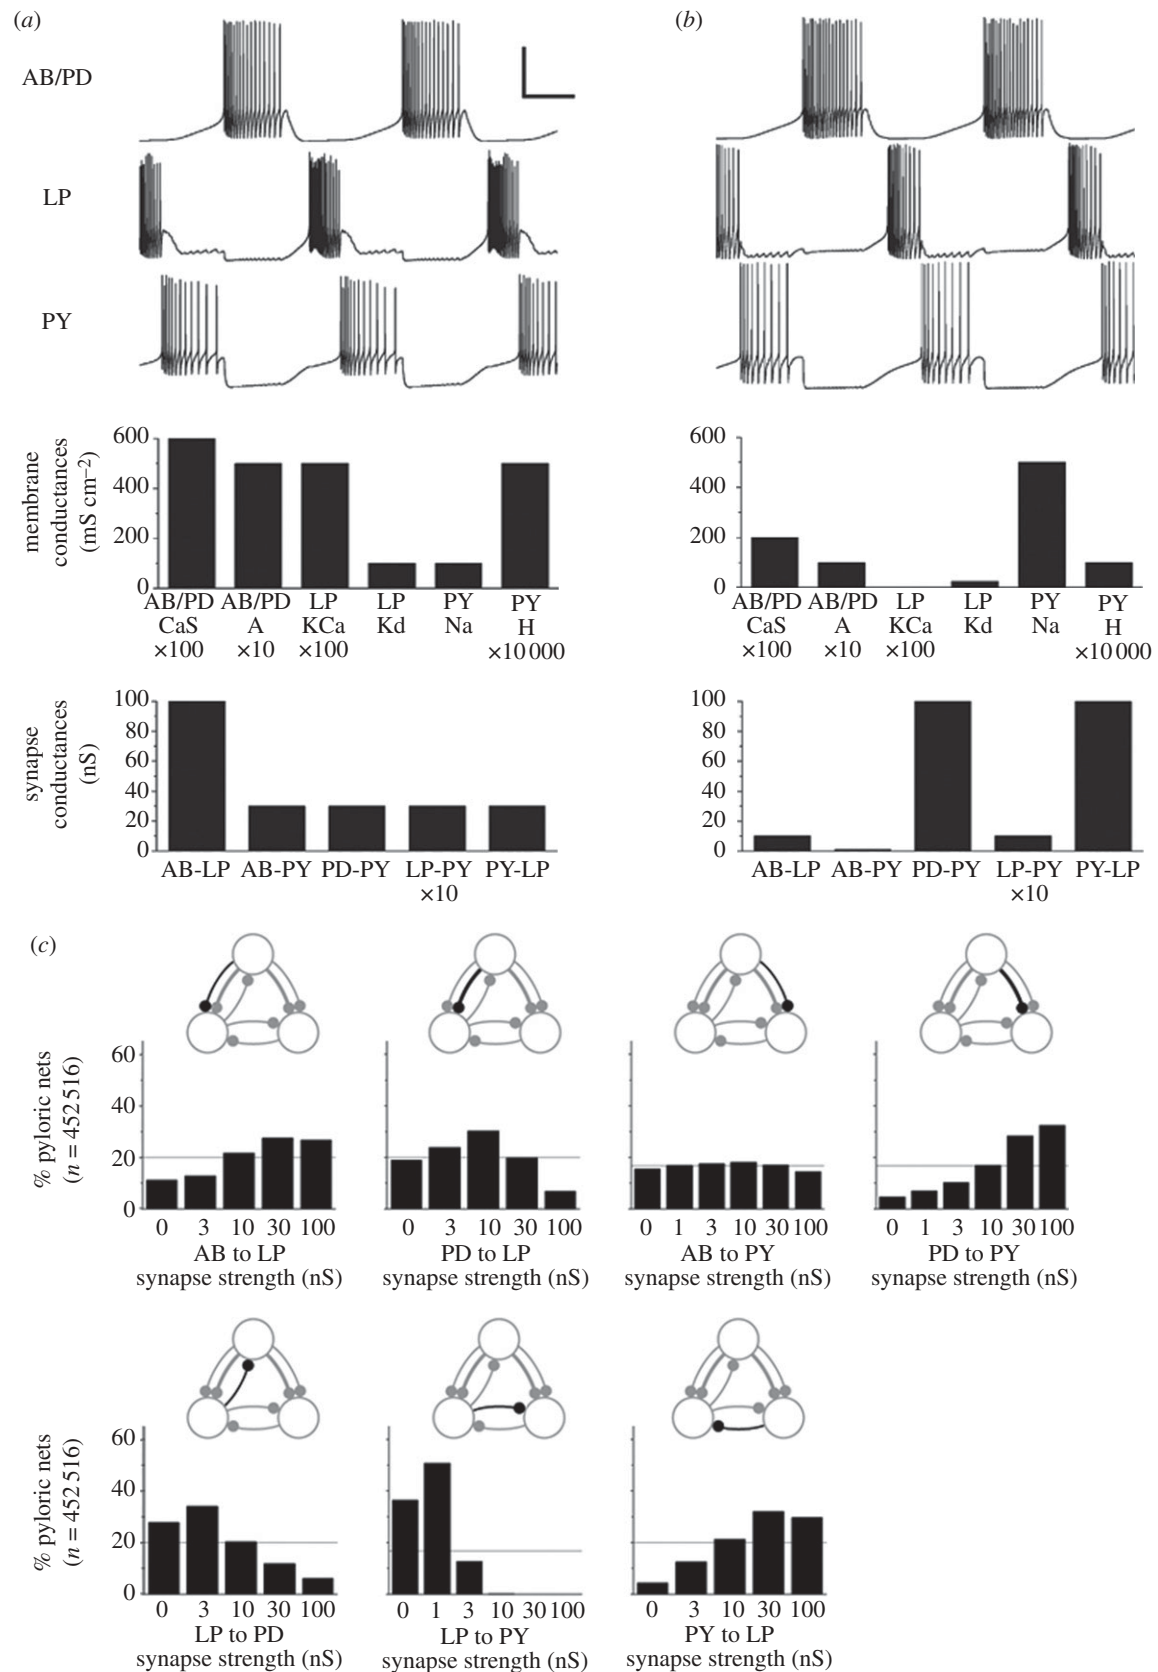 (a)
(b)
AB/PD
LP
PY
membrane
conductances
(mS cm–2)
600
400
200
0
AB/PD AB/PD LP LP PY PY
CaS A KCa Kd Na H
×100 ×10 ×100 ×10 000
600
400
200
0
AB/PD AB/PD LP LP PY PY
CaS A KCa Kd Na H
×100 ×10 ×100 ×10 000
synapse
conductances
(nS)
100
80
60
40
20
0
AB-LP AB-PY PD-PY LP-PY PY-LP
×10
100
80
60
40
20
0
AB-LP AB-PY PD-PY LP-PY PY-LP
×10
(c)
% pyloric nets
(n = 452 516)
60
40
20
0
0 3 10 30 100
AB to LP
synapse strength (nS)
0 3 10 30 100
PD to LP
synapse strength (nS)
0 1 3 10 30 100
AB to PY
synapse strength (nS)
0 1 3 10 30 100
PD to PY
synapse strength (nS)
% pyloric nets
(n = 452 516)
60
40
20
0
0 3 10 30 100
LP to PD
synapse strength (nS)
0 1 3 10 30 100
LP to PY
synapse strength (nS)
0 3 10 30 100
PY to LP
synapse strength (nS)